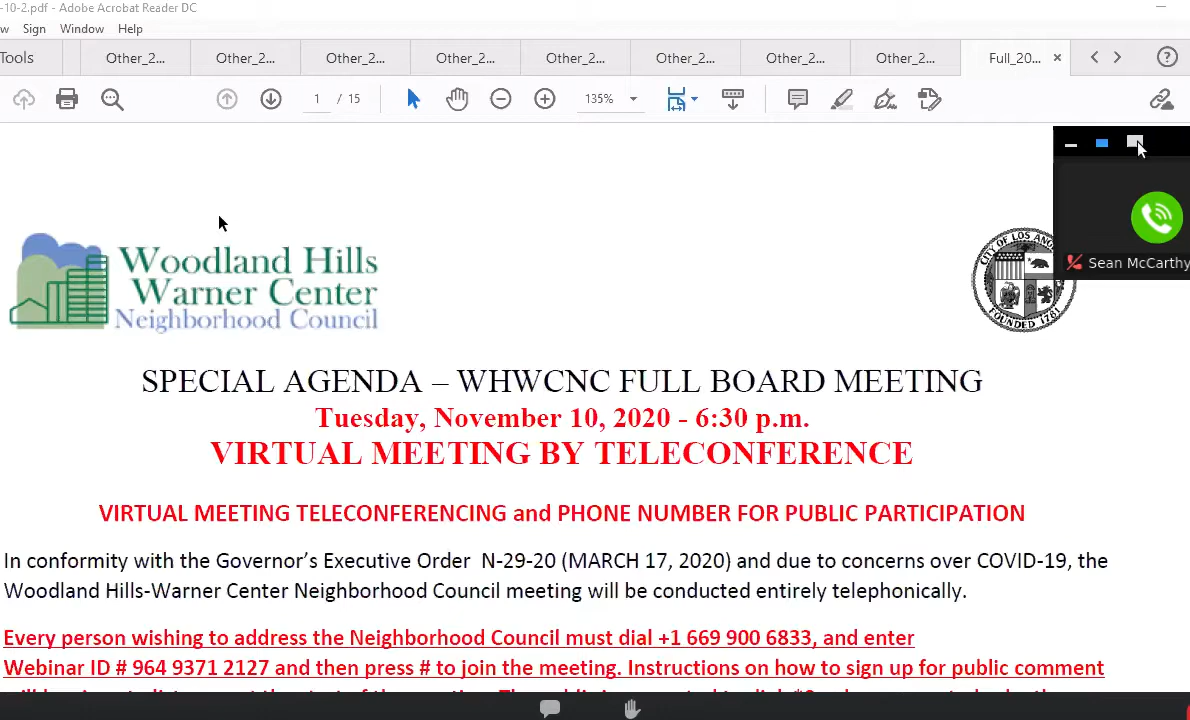 -10-2.pdf - Adobe Acrobat Reader DC
w Sign Window Help
Tools Other_2... Other_2... Other_2... Other_2... Other_2... Other_2... Other_2... Other_2... Full_20... ×
1 / 15 135%
Woodland Hills
Warner Center
Neighborhood Council
CITY OF LOS ANGE
FOUNDED 1781
Sean McCarthy
SPECIAL AGENDA – WHWCNC FULL BOARD MEETING
Tuesday, November 10, 2020 - 6:30 p.m.
VIRTUAL MEETING BY TELECONFERENCE
VIRTUAL MEETING TELECONFERENCING and PHONE NUMBER FOR PUBLIC PARTICIPATION
In conformity with the Governor's Executive Order N-29-20 (MARCH 17, 2020) and due to concerns over COVID-19, the
Woodland Hills-Warner Center Neighborhood Council meeting will be conducted entirely telephonically.
Every person wishing to address the Neighborhood Council must dial +1 669 900 6833, and enter
Webinar ID # 964 9371 2127 and then press # to join the meeting. Instructions on how to sign up for public comment